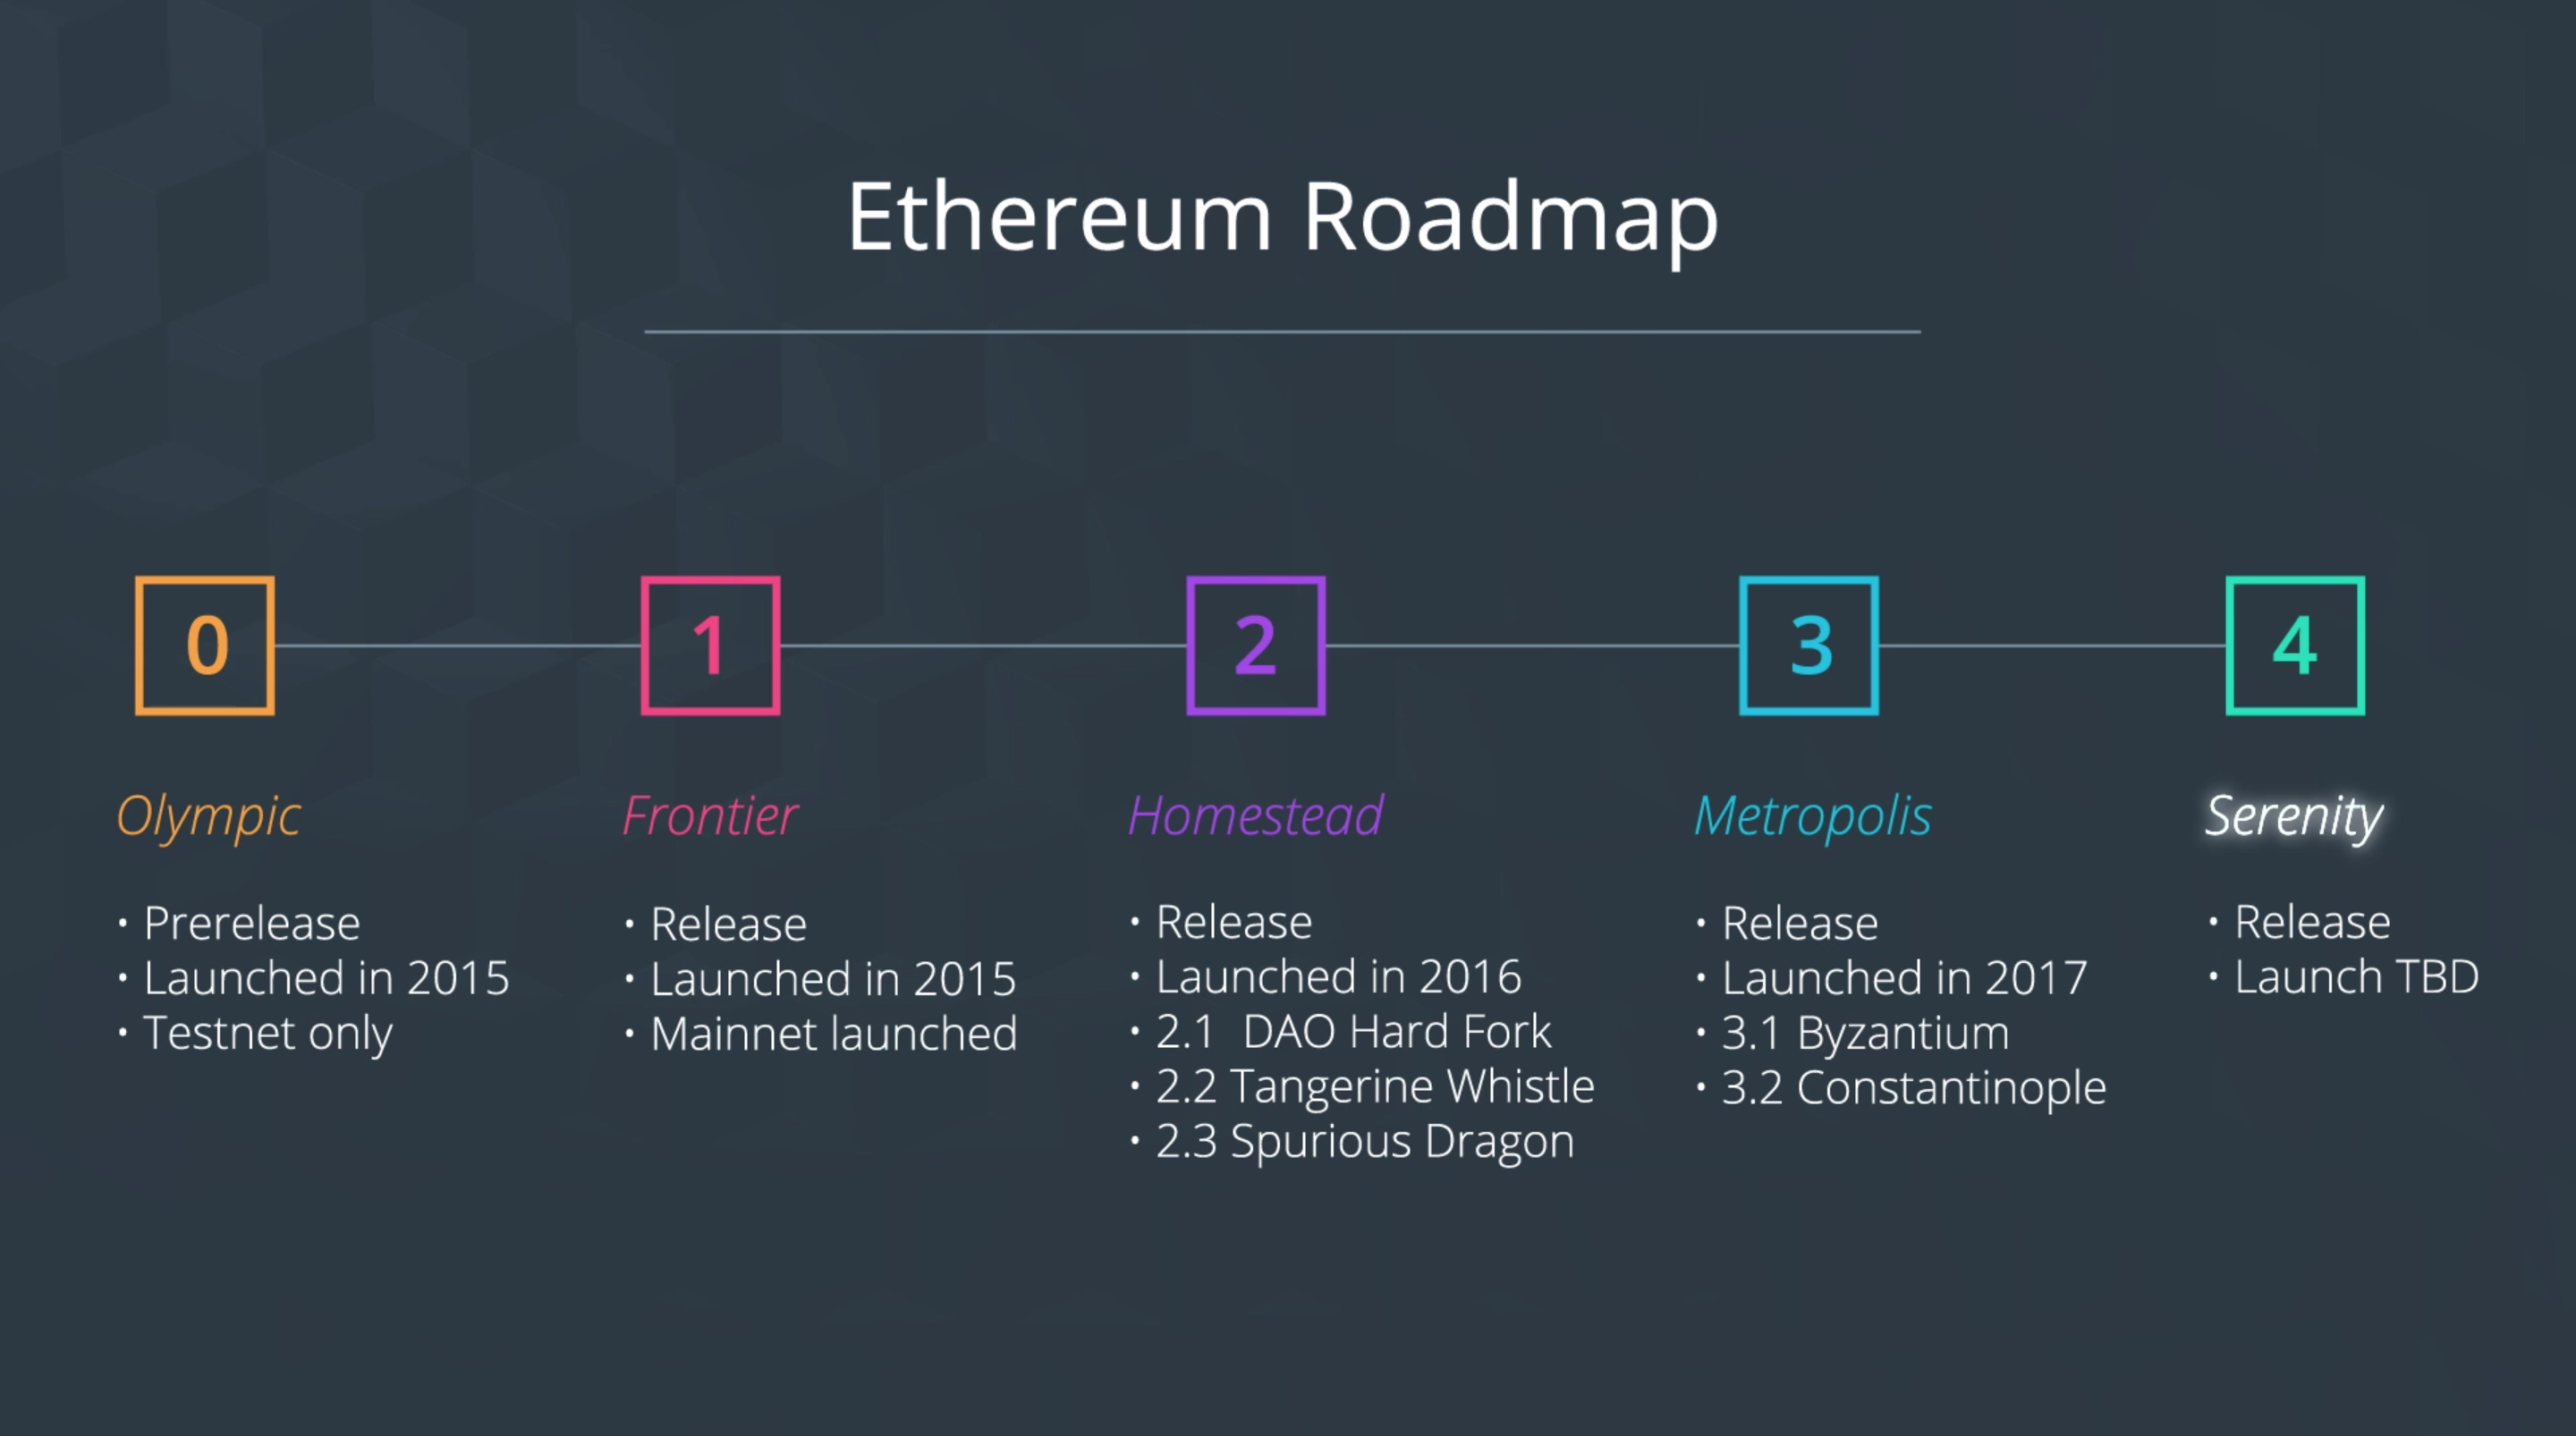 Ethereum Roadmap
0
1
2
3
4
Olympic
• Prerelease
• Launched in 2015
• Testnet only
Frontier
• Release
• Launched in 2015
• Mainnet launched
Homestead
• Release
• Launched in 2016
• 2.1 DAO Hard Fork
• 2.2 Tangerine Whistle
• 2.3 Spurious Dragon
Metropolis
• Release
• Launched in 2017
• 3.1 Byzantium
• 3.2 Constantinople
Serenity
• Release
• Launch TBD